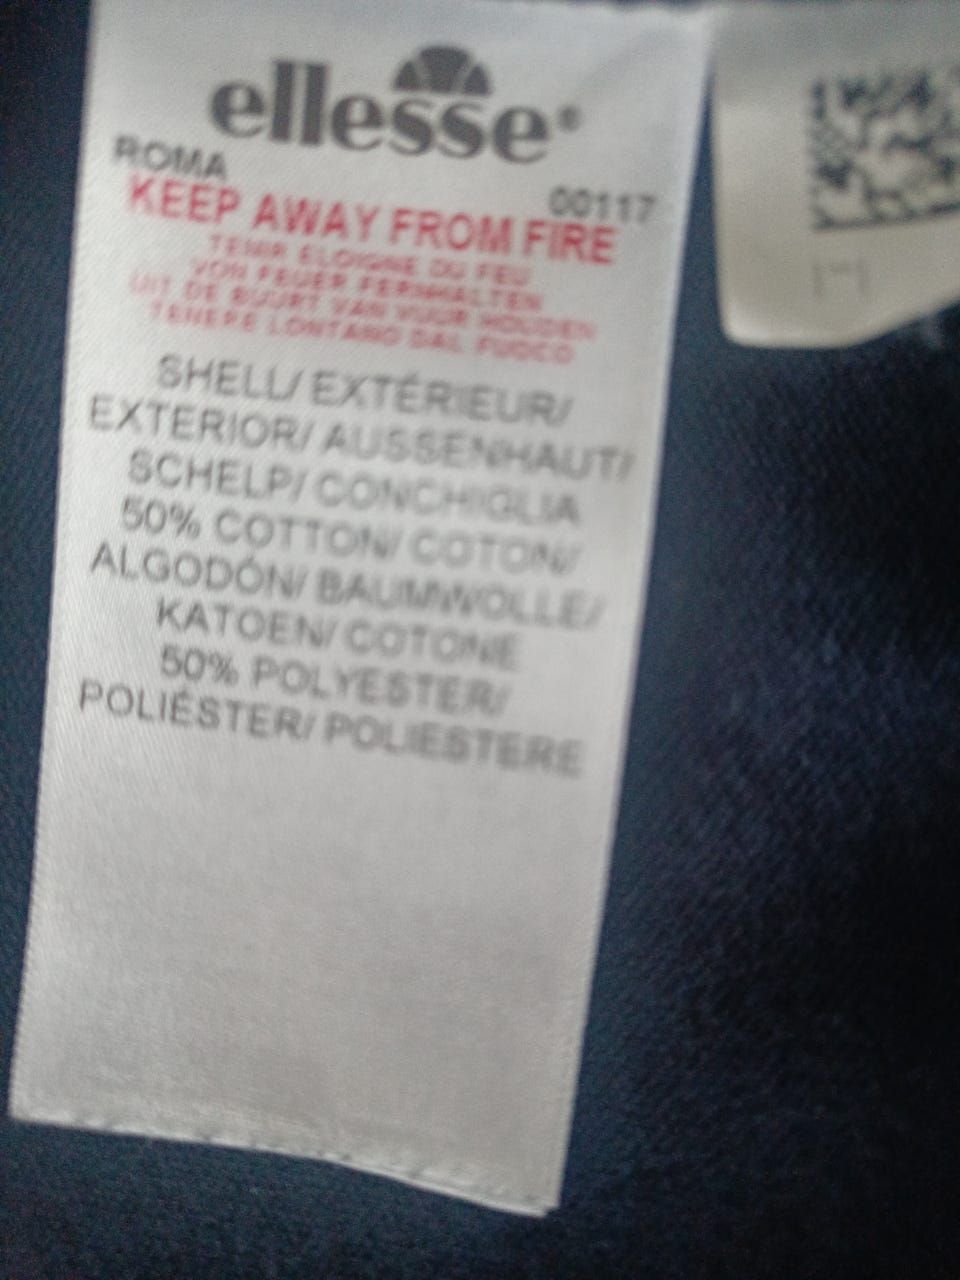 ellesse®
ROMA
00117
KEEP AWAY FROM FIRE
TENIR ELOIGNE DU FEU
VON FEUER FERNHALTEN
UIT DE BUURT VAN VUUR HOUDEN
TENERE LONTANO DAL FUOCO
SHELL/ EXTÉRIEUR/
EXTERIOR/ AUSSENHAUT/
SCHELP/ CONCHIGLIA
50% COTTON/ COTON/
ALGODÓN/ BAUMWOLLE/
KATOEN/ COTONE
50% POLYESTER/
POLIÉSTER/ POLIESTERE